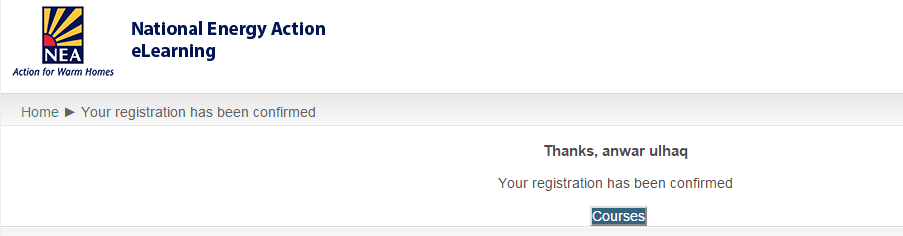 NEA
Action for Warm Homes
National Energy Action
eLearning
Home ► Your registration has been confirmed
Thanks, anwar ulhaq
Your registration has been confirmed
Courses